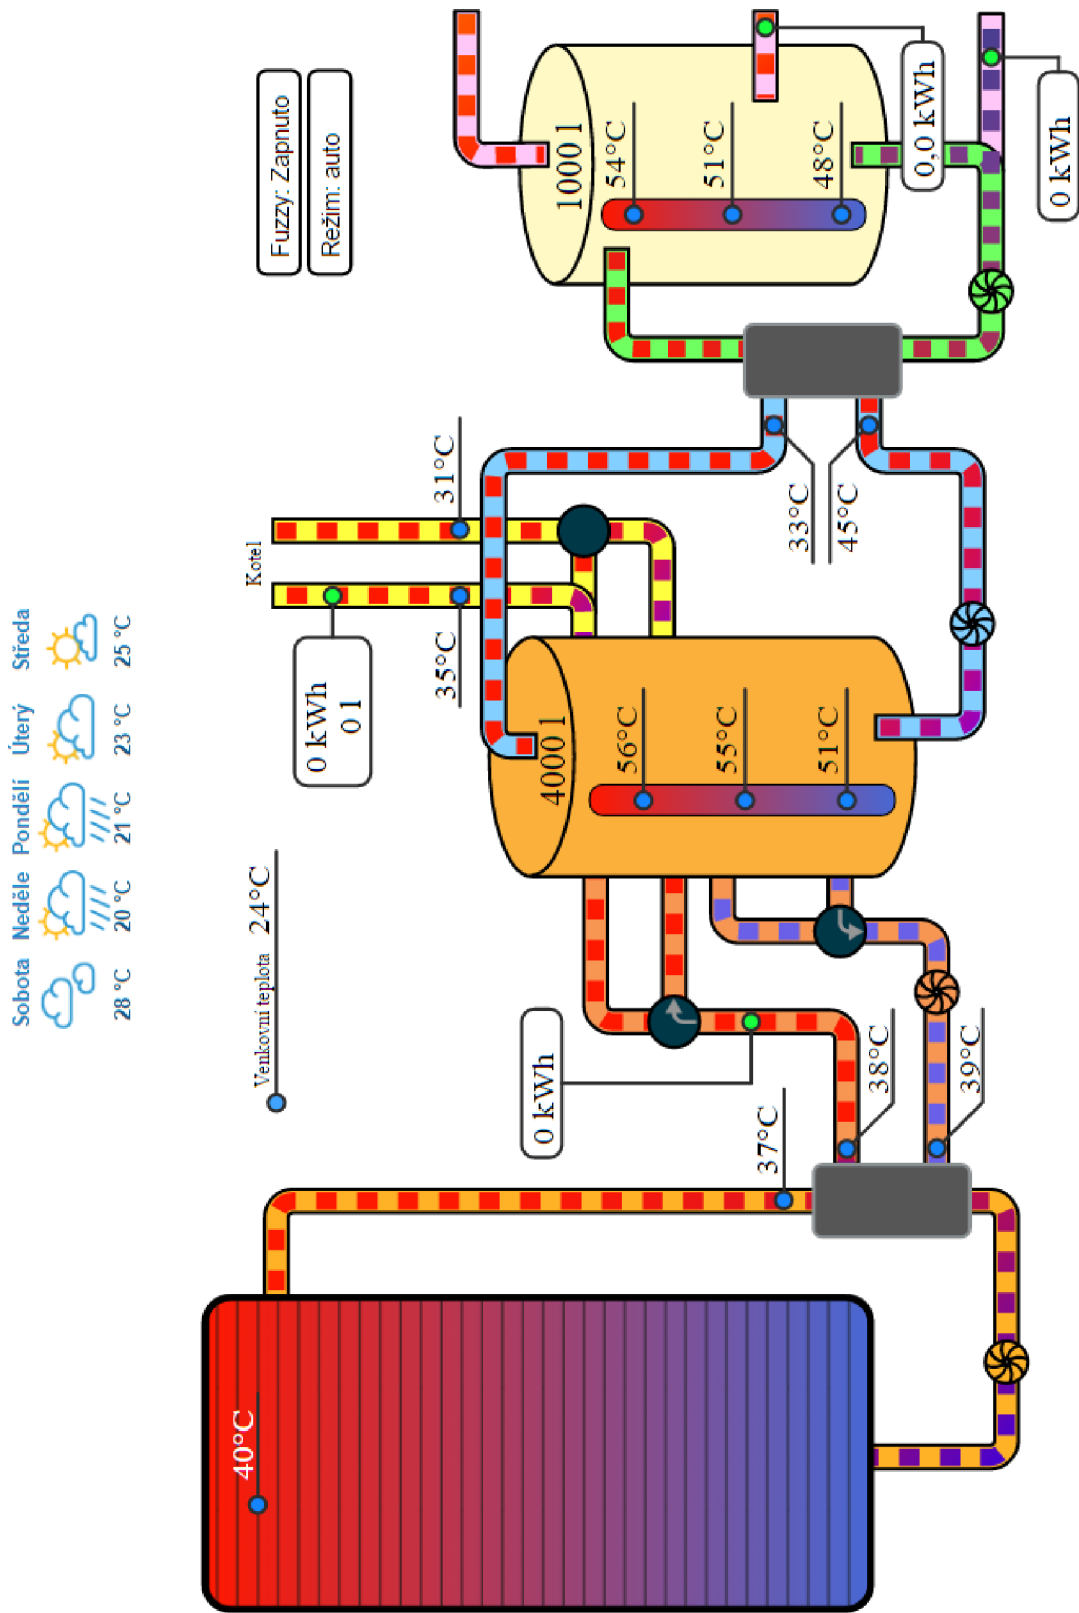 Sobota
Neděle
Pondělí
Úterý
Středa
28 °C
20 °C
21 °C
23 °C
25 °C
Venkovní teplota 24°C
Kotel
Fuzzy: Zapnuto
Režim: auto
40°C
37°C
38°C
39°C
0 kWh
0 kWh
0 l
35°C
31°C
4000 l
56°C
55°C
51°C
33°C
45°C
1000 l
54°C
51°C
48°C
0,0 kWh
0 kWh